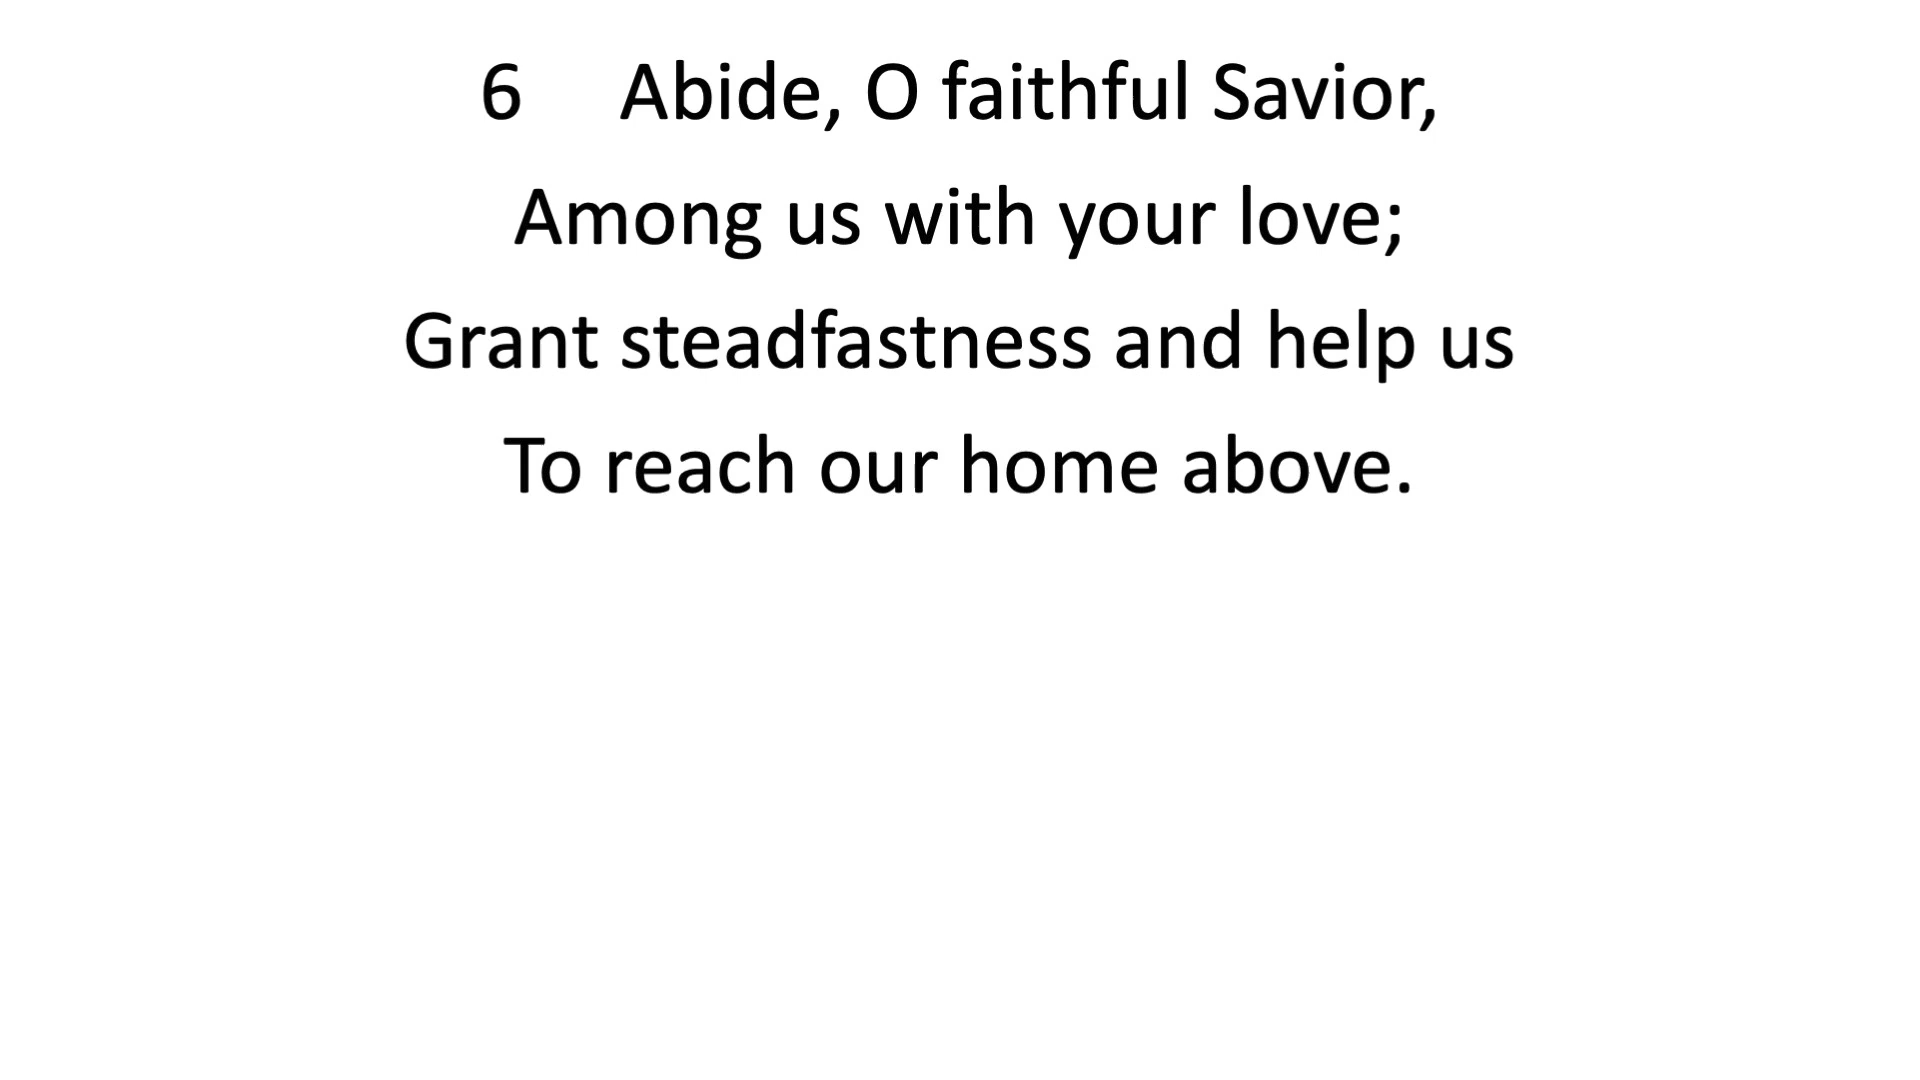 6 Abide, O faithful Savior,
Among us with your love;
Grant steadfastness and help us
To reach our home above.